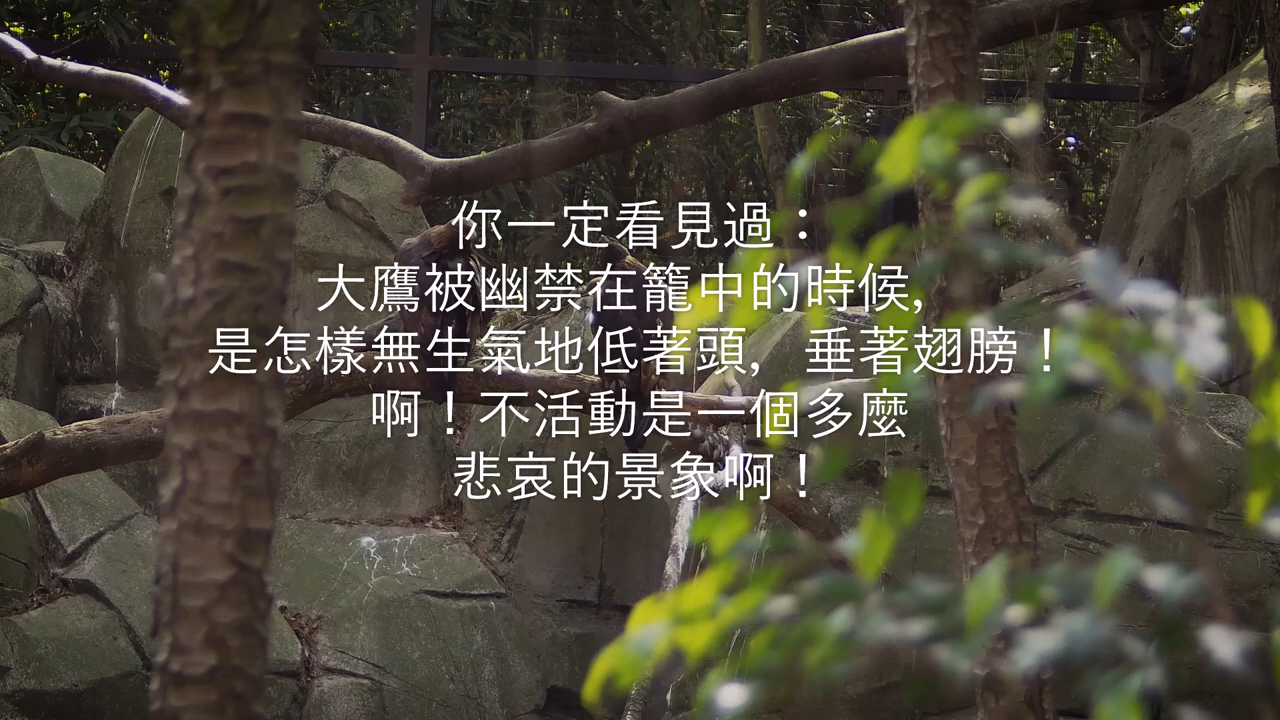 你一定看見過：
大鷹被幽禁在籠中的時候,
是怎樣無生氣地低著頭, 垂著翅膀！
啊！不活動是一個多麼
悲哀的景象啊！